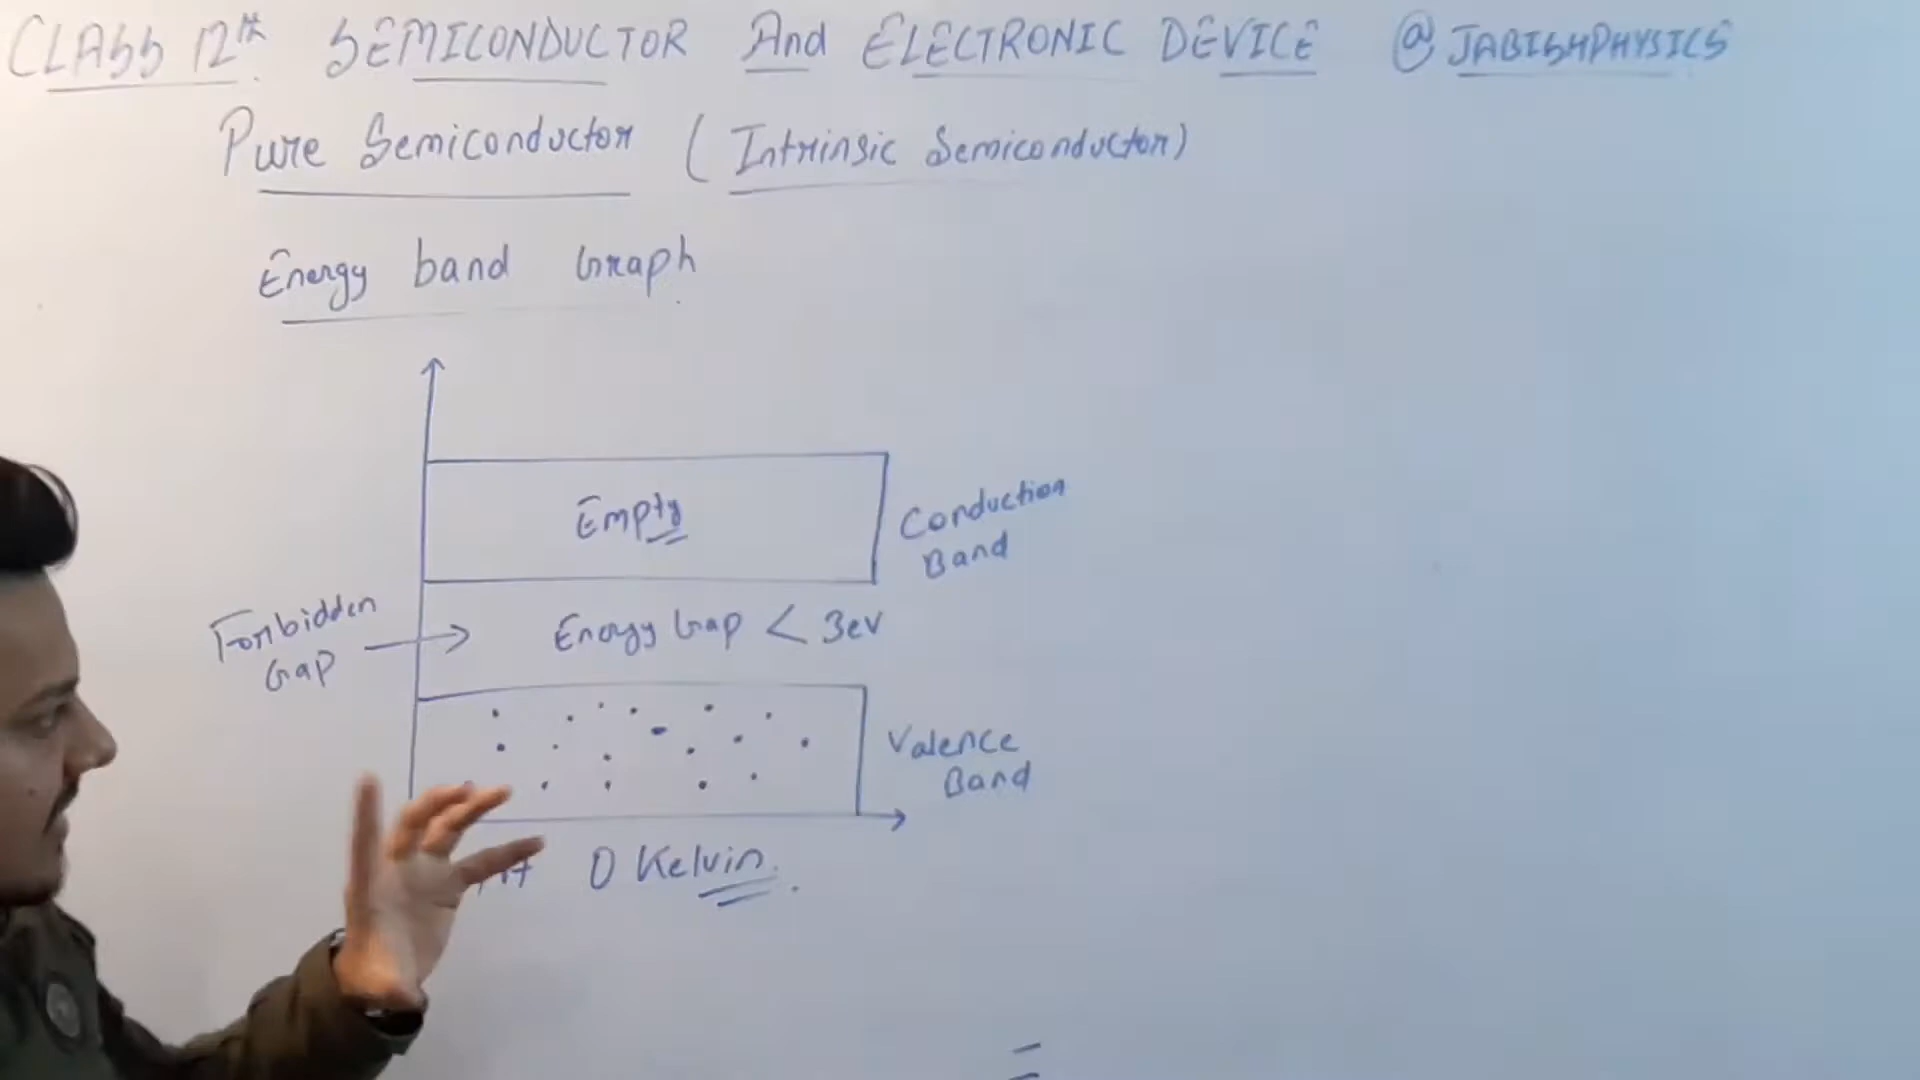 CLASS 12th SEMICONDUCTOR And ELECTRONIC DEVICE @JABISHPHYSICS
Pure Semiconductor (Intrinsic Semiconductor)
Energy band Graph
Empty
Conduction
Band
Forbidden
Gap
Energy Gap < 3ev
Valence
Band
At 0 Kelvin.